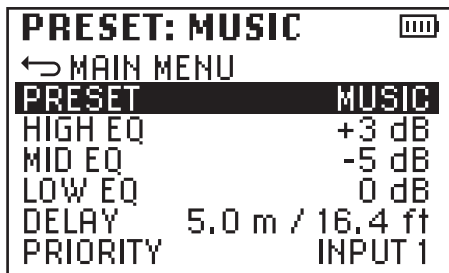 PRESET: MUSIC
MAIN MENU
PRESET MUSIC
HIGH EQ +3 dB
MID EQ -5 dB
LOW EQ 0 dB
DELAY 5.0 m / 16.4 ft
PRIORITY INPUT 1